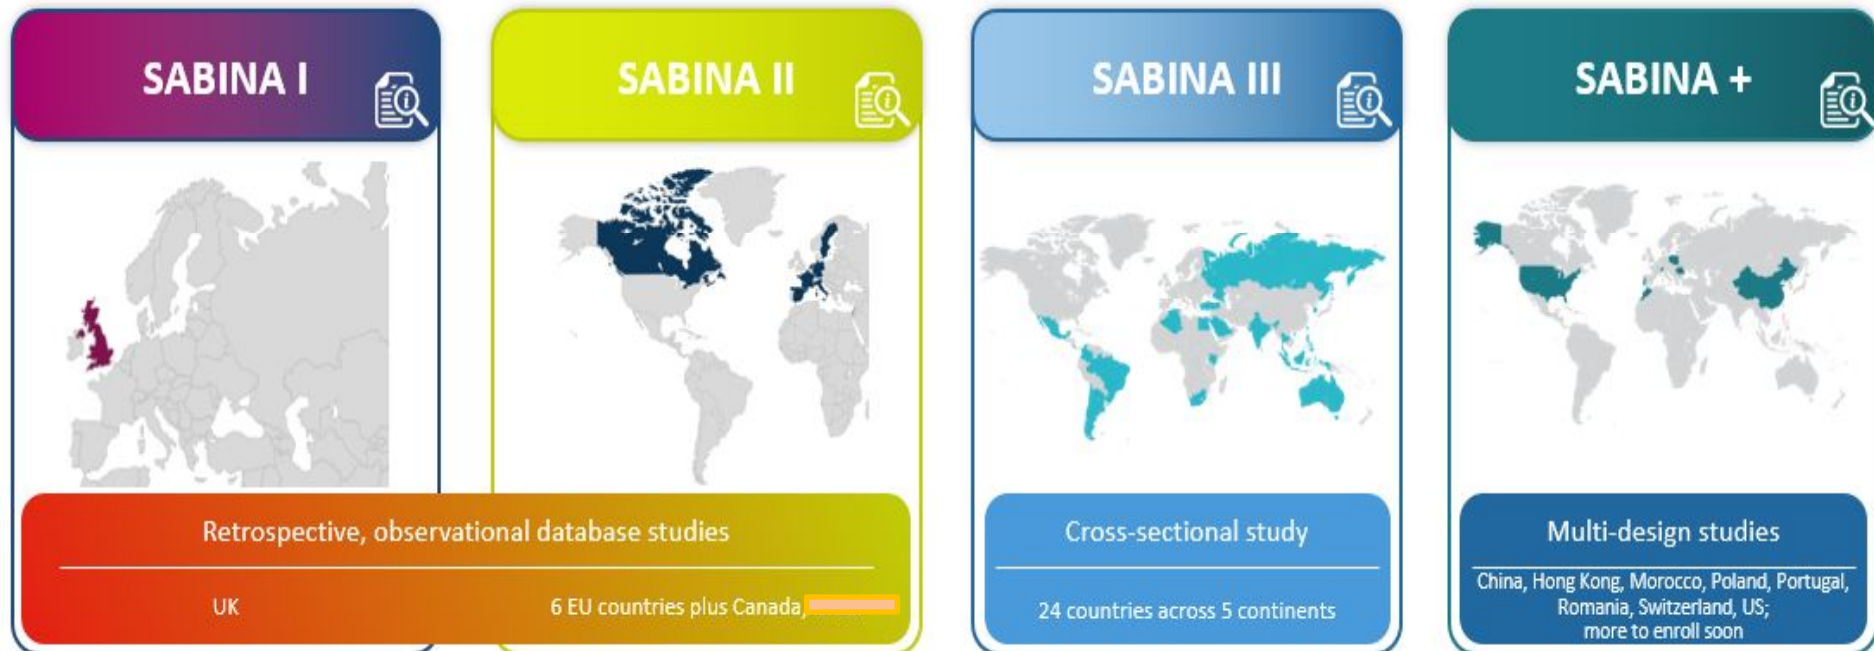 SABINA I
SABINA II
SABINA III
SABINA +
Retrospective, observational database studies
UK
6 EU countries plus Canada,
Cross-sectional study
24 countries across 5 continents
Multi-design studies
China, Hong Kong, Morocco, Poland, Portugal,
Romania, Switzerland, US;
more to enroll soon